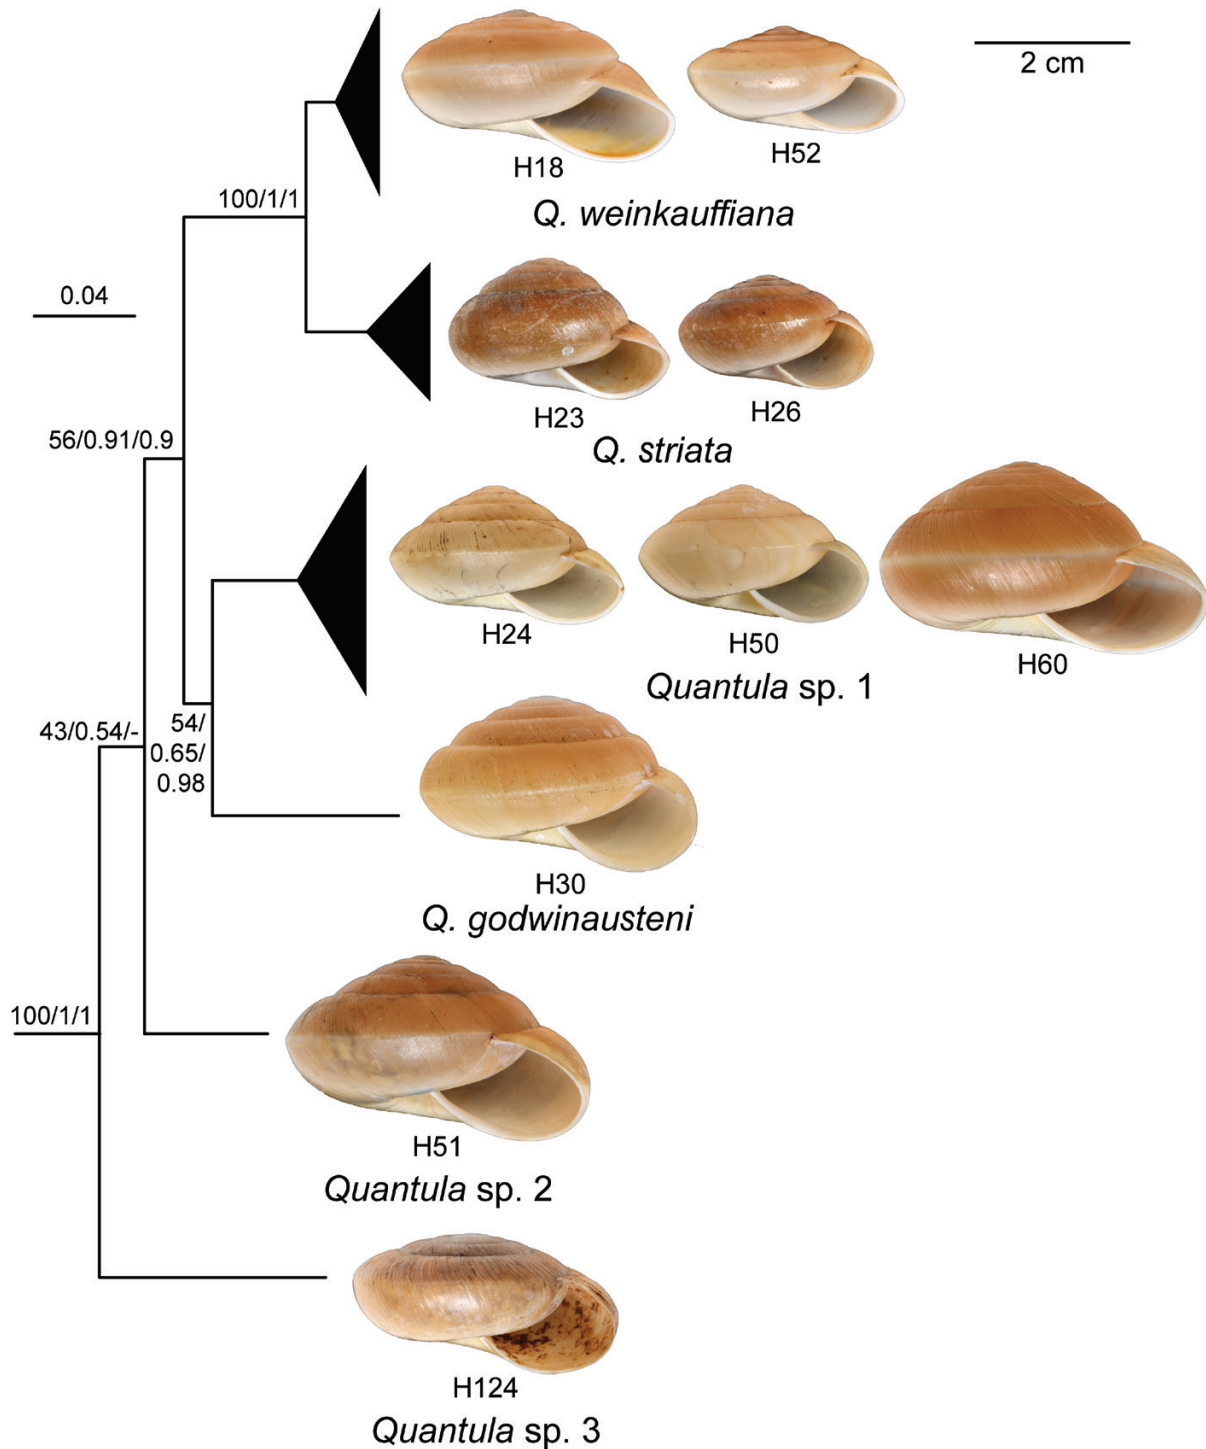 2 cm
H18
H52
Q. weinkauffiana
100/1/1
0.04
H23
H26
Q. striata
56/0.91/0.9
H24
H50
H60
Quantula sp. 1
43/0.54/-
54/
0.65/
0.98
H30
Q. godwinausteni
100/1/1
H51
Quantula sp. 2
H124
Quantula sp. 3